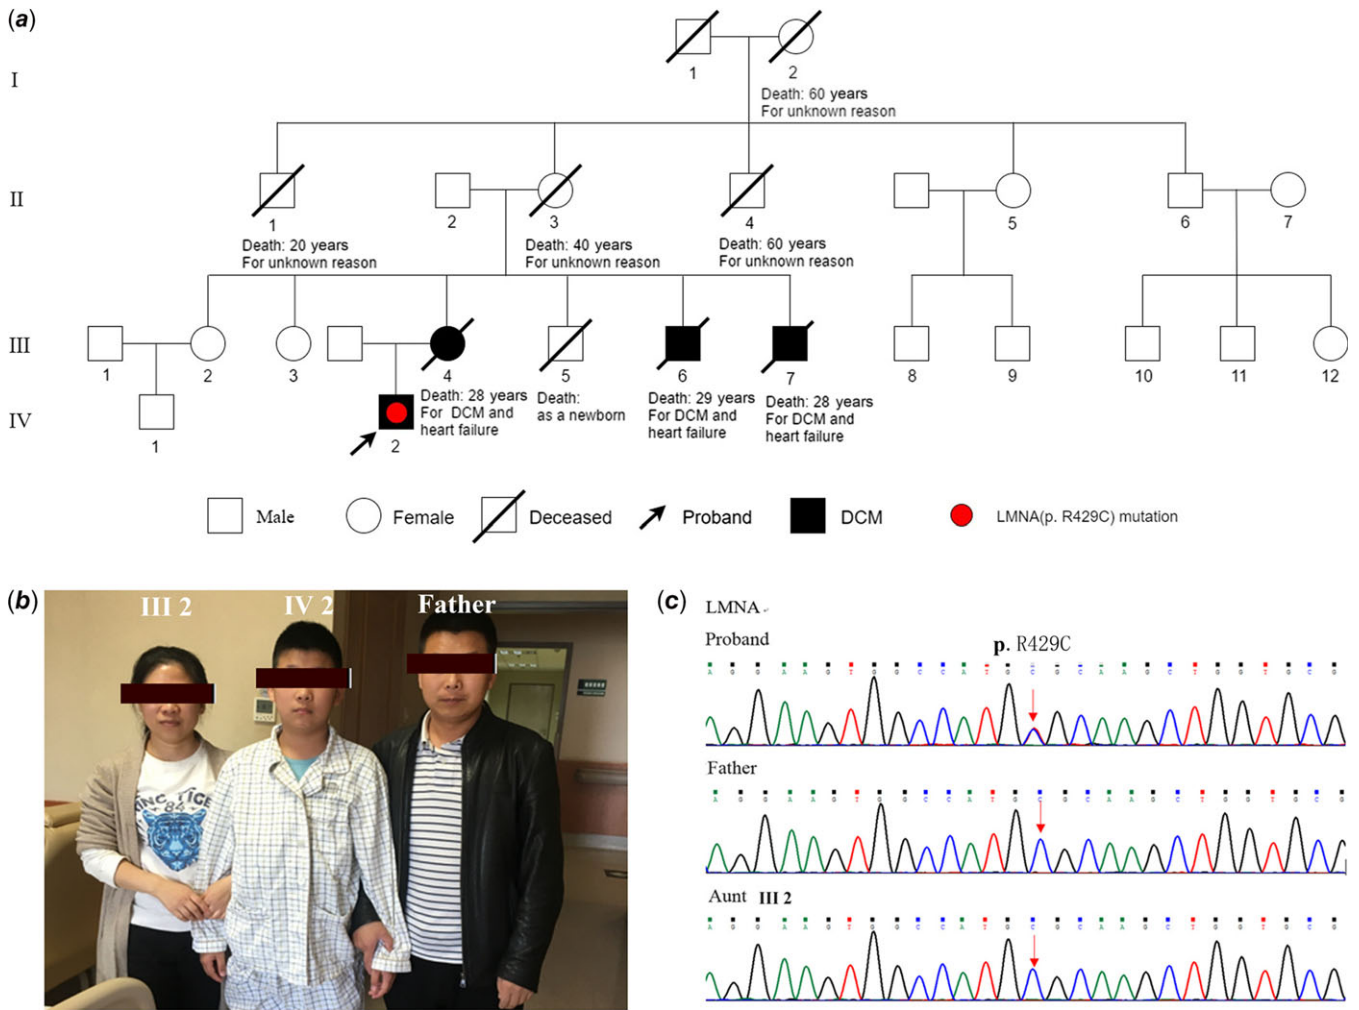 (a)
1 2
I
Death: 60 years
For unknown reason
II
1 2 3 4 5 6 7
Death: 20 years
For unknown reason
Death: 40 years
For unknown reason
Death: 60 years
For unknown reason
III
1 2 3 4 5 6 7 8 9 10 11 12
Death: 28 years
For DCM and
heart failure
Death:
as a newborn
Death: 29 years
For DCM and
heart failure
Death: 28 years
For DCM and
heart failure
IV
1 2
Male Female Deceased Proband DCM LMNA(p. R429C) mutation
(b)
III 2 IV 2 Father
(c)
LMNA
Proband
p. R429C
A G G A A G T G G C C A T G C G C A A G C T G G T G C G
Father
A G G A A G T G G C C A T G C G C A A G C T G G T G C G
Aunt III 2
A G G A A G T G G C C A T G C G C A A G C T G G T G C G